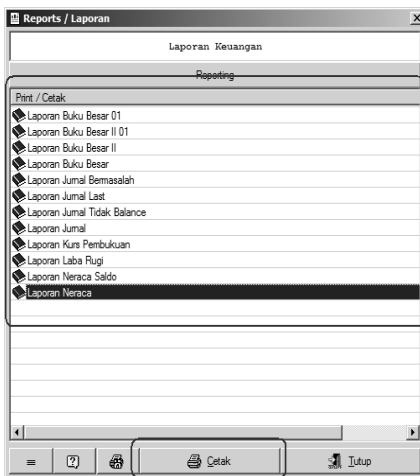 Reports / Laporan
Laporan Keuangan
Reporting
Print / Cetak
Laporan Buku Besar 01
Laporan Buku Besar II 01
Laporan Buku Besar II
Laporan Buku Besar
Laporan Jurnal Bermasalah
Laporan Jurnal Last
Laporan Jurnal Tidak Balance
Laporan Jurnal
Laporan Kurs Pembukuan
Laporan Laba Rugi
Laporan Neraca Saldo
Laporan Neraca
Cetak
Tutup